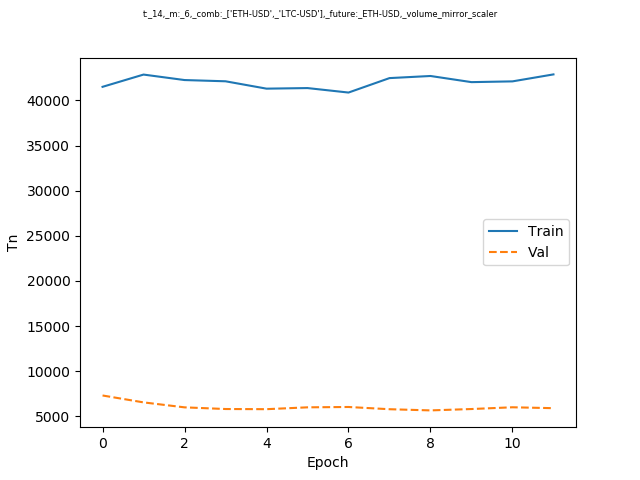 t:_14,_m:_6,_comb:_['ETH-USD',_'LTC-USD'],_future:_ETH-USD,_volume_mirror_scaler
40000
35000
30000
25000
20000
15000
10000
5000
Tn
Train
Val
0 2 4 6 8 10
Epoch